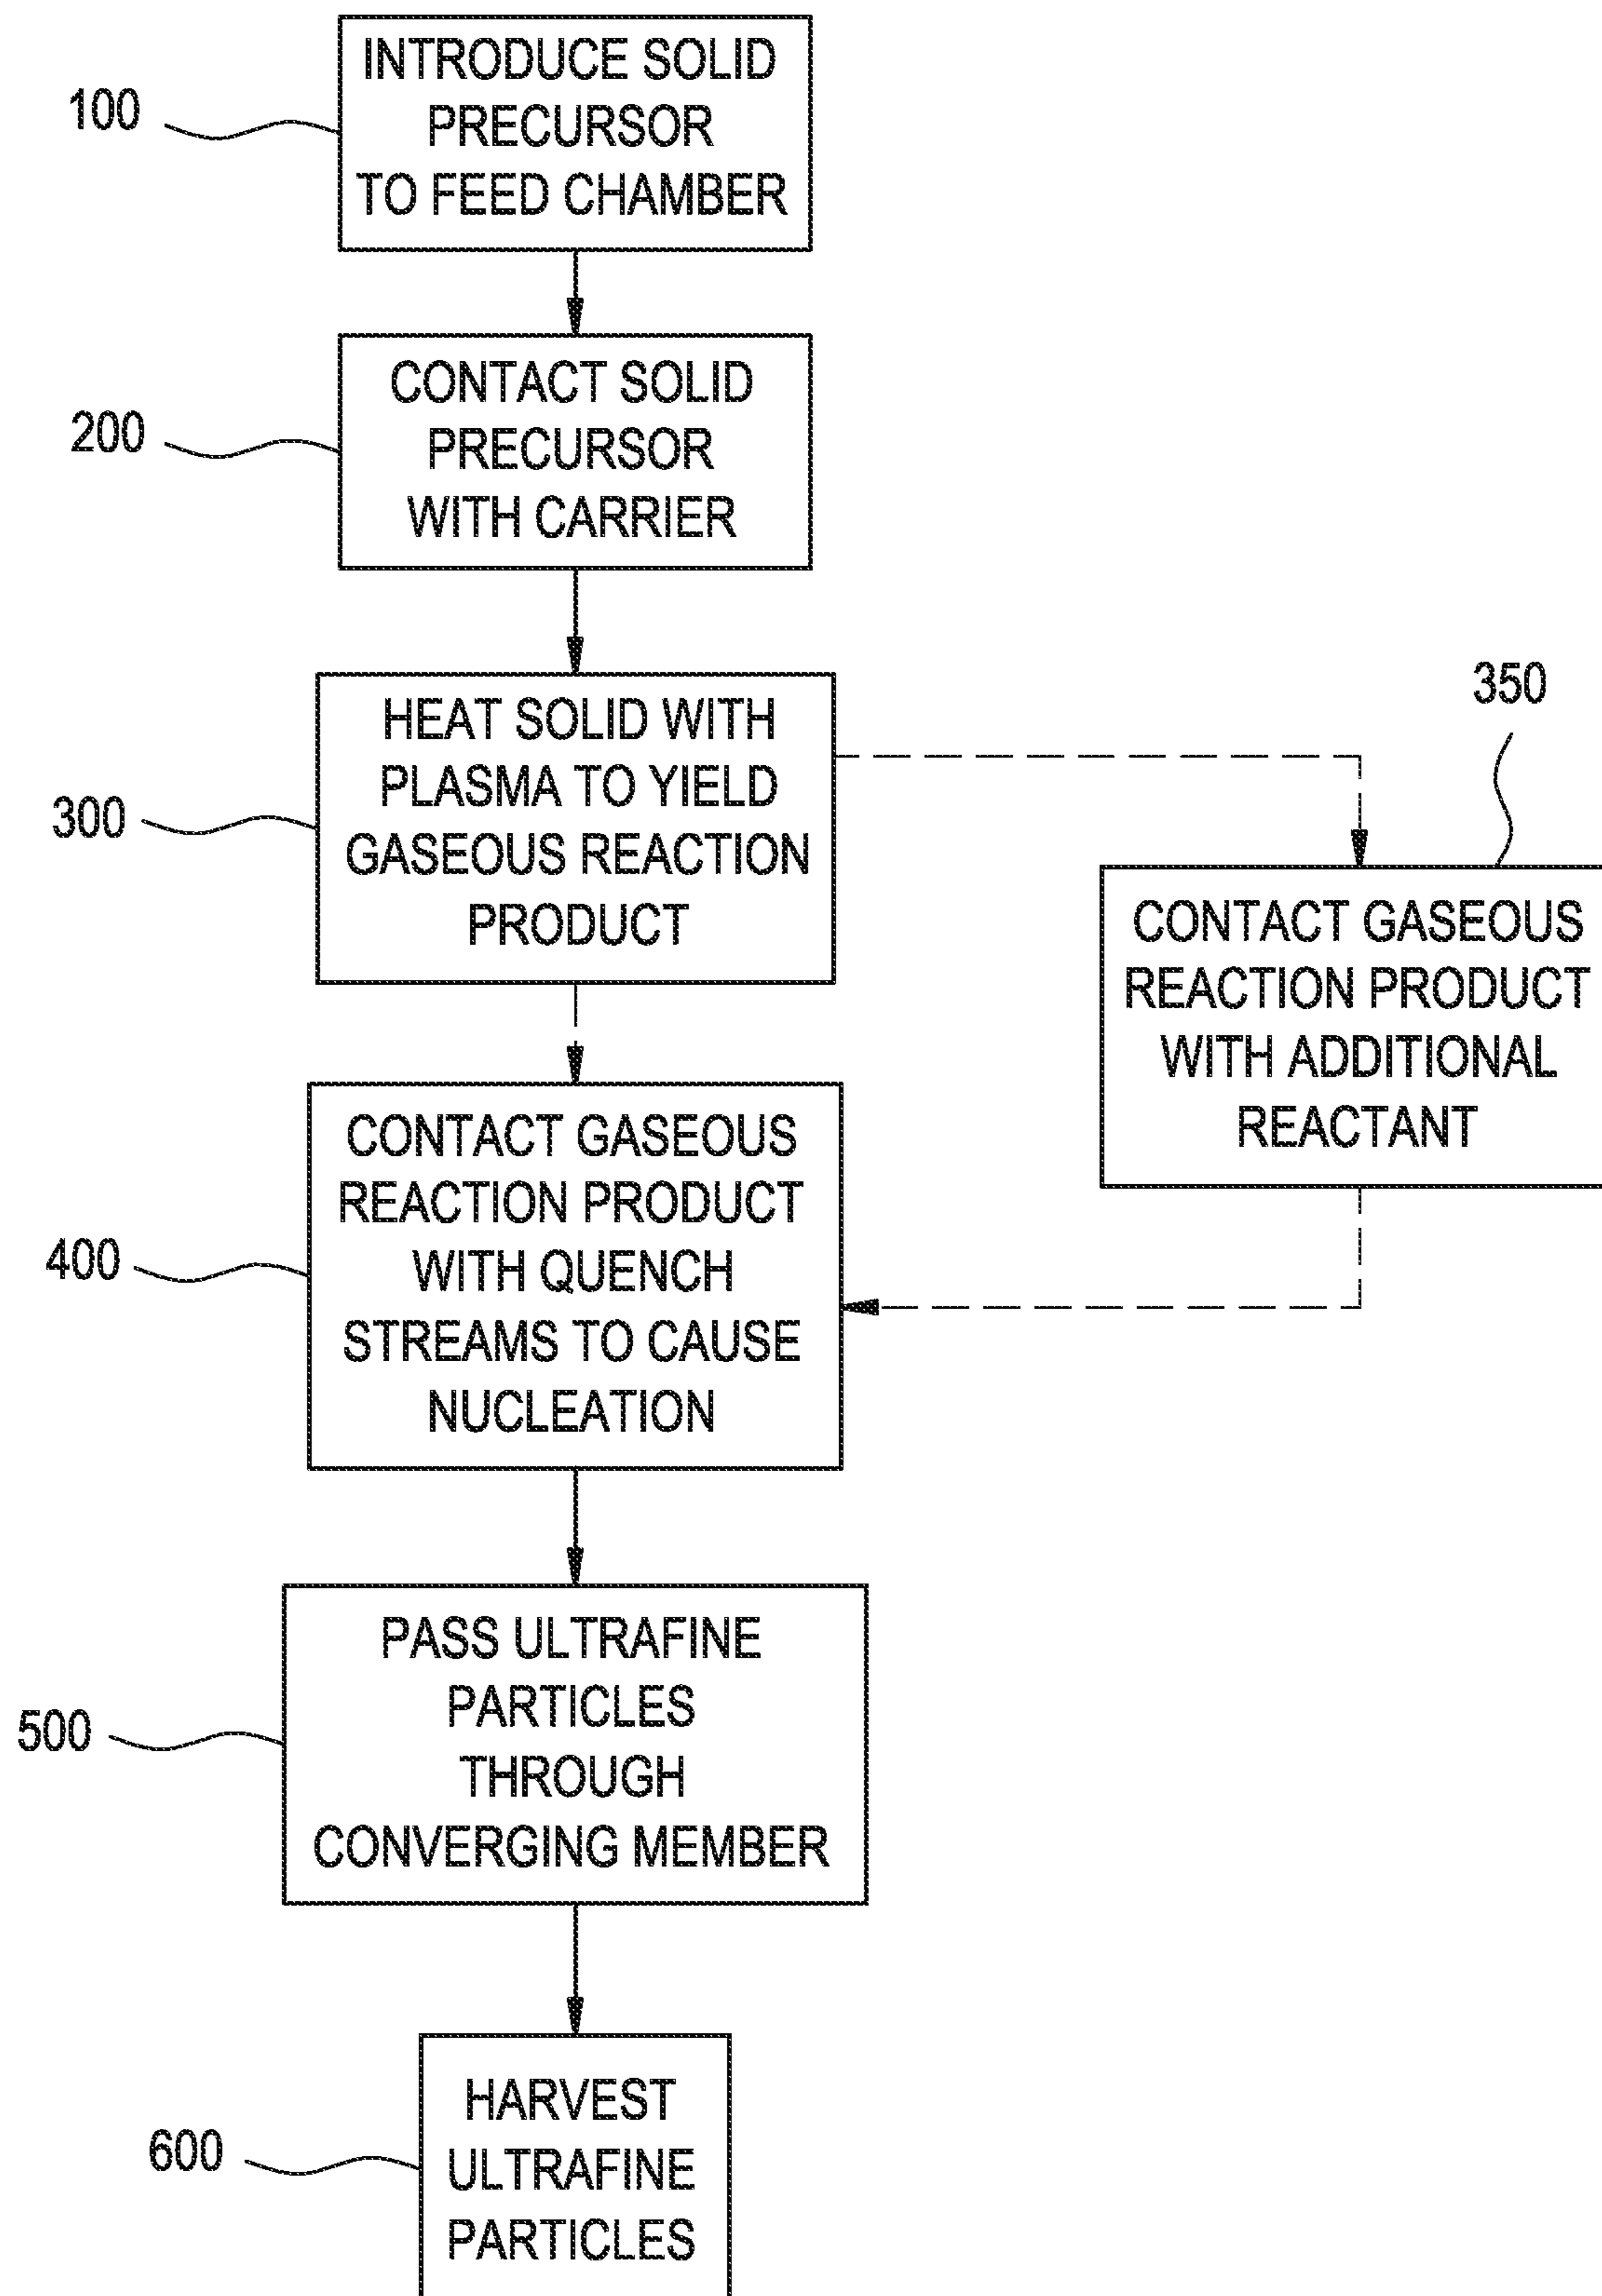 100
INTRODUCE SOLID
PRECURSOR
TO FEED CHAMBER
200
CONTACT SOLID
PRECURSOR
WITH CARRIER
300
HEAT SOLID WITH
PLASMA TO YIELD
GASEOUS REACTION
PRODUCT
350
CONTACT GASEOUS
REACTION PRODUCT
WITH ADDITIONAL
REACTANT
400
CONTACT GASEOUS
REACTION PRODUCT
WITH QUENCH
STREAMS TO CAUSE
NUCLEATION
500
PASS ULTRAFINE
PARTICLES
THROUGH
CONVERGING MEMBER
600
HARVEST
ULTRAFINE
PARTICLES